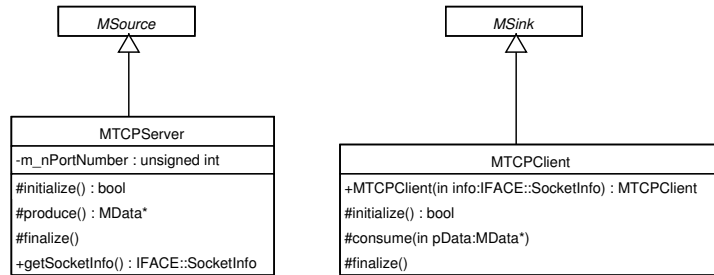 MSource
MTCPServer
-m_nPortNumber : unsigned int
#initialize() : bool
#produce() : MData*
#finalize()
+getSocketInfo() : IFACE::SocketInfo
MSink
MTCPClient
+MTCPClient(in info:IFACE::SocketInfo) : MTCPClient
#initialize() : bool
#consume(in pData:MData*)
#finalize()